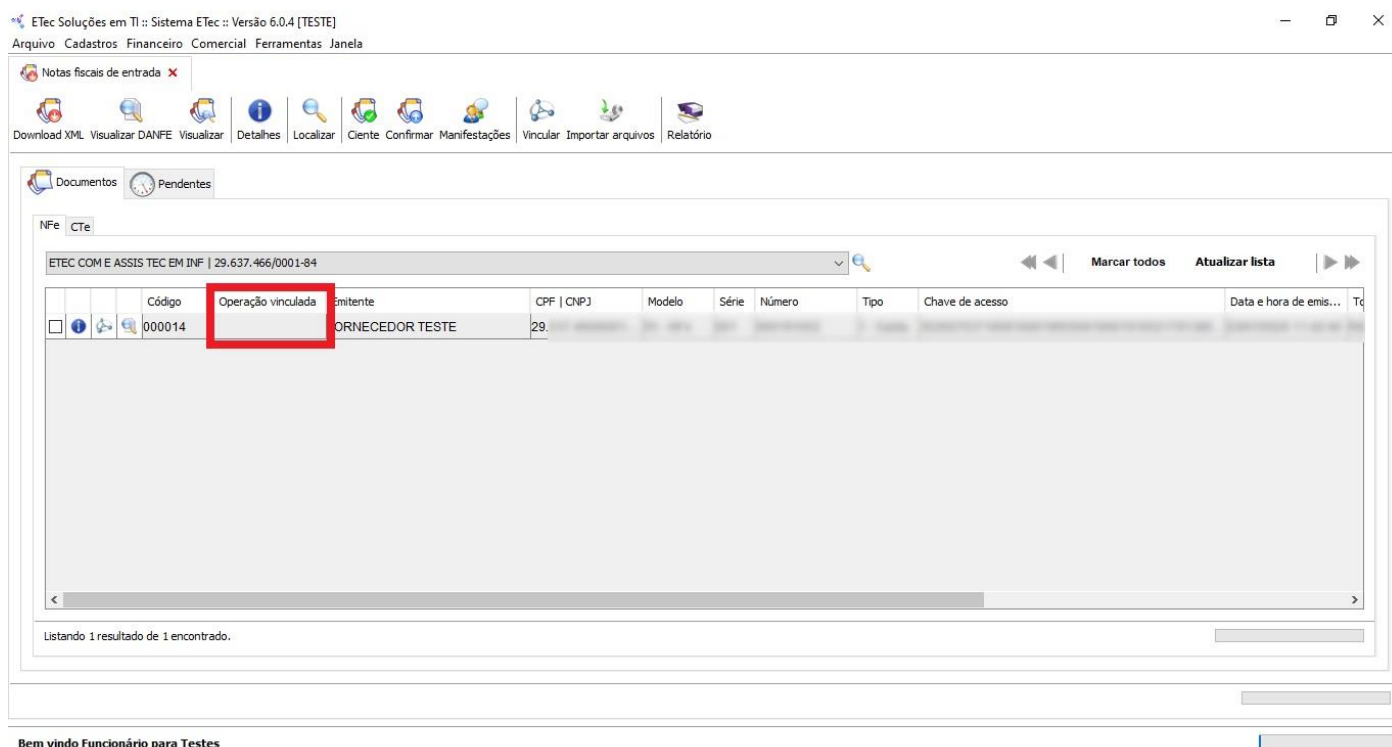 ETec Soluções em TI :: Sistema ETec :: Versão 6.0.4 [TESTE]
Arquivo Cadastros Financeiro Comercial Ferramentas Janela
Notas fiscais de entrada
Download XML Visualizar DANFE Visualizar Detalhes Localizar Ciente Confirmar Manifestações Vincular Importar arquivos Relatório
Documentos Pendentes
NFe CTe
ETEC COM E ASSIS TEC EM INF | 29.637.466/0001-84 Marcar todos Atualizar lista
Código Operação vinculada Emitente CPF | CNPJ Modelo Série Número Tipo Chave de acesso Data e hora de emis...
000014 ORNECEDOR TESTE 29.
Listando 1 resultado de 1 encontrado.
Bem vindo Funcionário para Testes